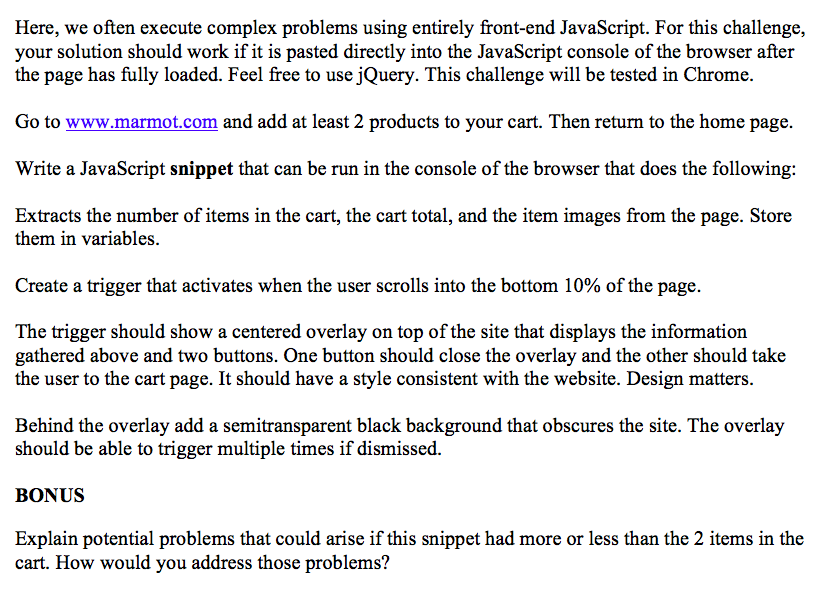 Here, we often execute complex problems using entirely front-end JavaScript. For this challenge,
your solution should work if it is pasted directly into the JavaScript console of the browser after
the page has fully loaded. Feel free to use jQuery. This challenge will be tested in Chrome.
Go to www.marmot.com and add at least 2 products to your cart. Then return to the home page.
Write a JavaScript snippet that can be run in the console of the browser that does the following:
Extracts the number of items in the cart, the cart total, and the item images from the page. Store
them in variables.
Create a trigger that activates when the user scrolls into the bottom 10% of the page.
The trigger should show a centered overlay on top of the site that displays the information
gathered above and two buttons. One button should close the overlay and the other should take
the user to the cart page. It should have a style consistent with the website. Design matters.
Behind the overlay add a semitransparent black background that obscures the site. The overlay
should be able to trigger multiple times if dismissed.
BONUS
Explain potential problems that could arise if this snippet had more or less than the 2 items in the
cart. How would you address those problems?